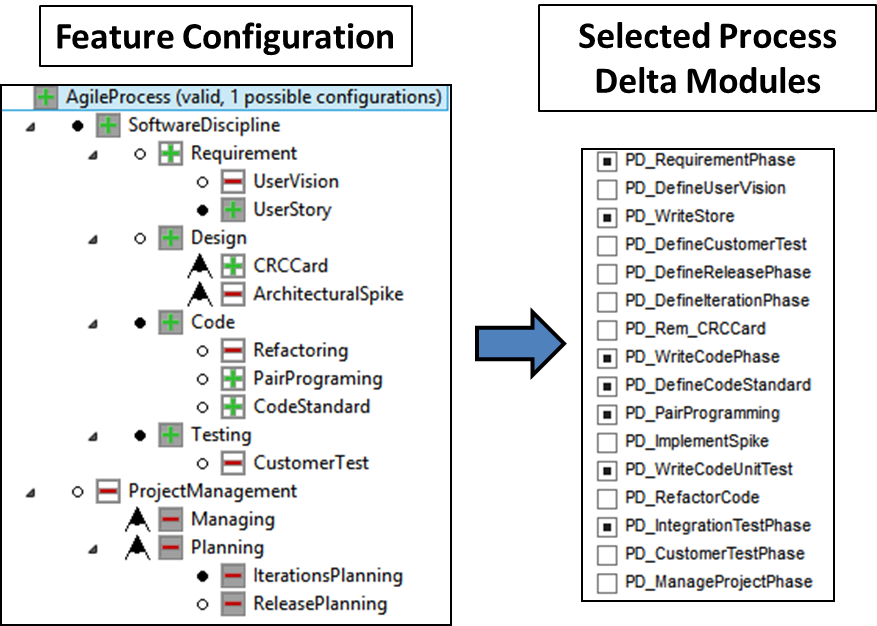 Feature Configuration
AgileProcess (valid, 1 possible configurations)
SoftwareDiscipline
Requirement
UserVision
UserStory
Design
CRCCard
ArchitecturalSpike
Code
Refactoring
PairPrograming
CodeStandard
Testing
CustomerTest
ProjectManagement
Managing
Planning
IterationsPlanning
ReleasePlanning
Selected Process
Delta Modules
PD_RequirementPhase
PD_DefineUserVision
PD_WriteStore
PD_DefineCustomerTest
PD_DefineReleasePhase
PD_DefineIterationPhase
PD_Rem_CRCCard
PD_WriteCodePhase
PD_DefineCodeStandard
PD_PairProgramming
PD_ImplementSpike
PD_WriteCodeUnitTest
PD_RefactorCode
PD_IntegrationTestPhase
PD_CustomerTestPhase
PD_ManageProjectPhase